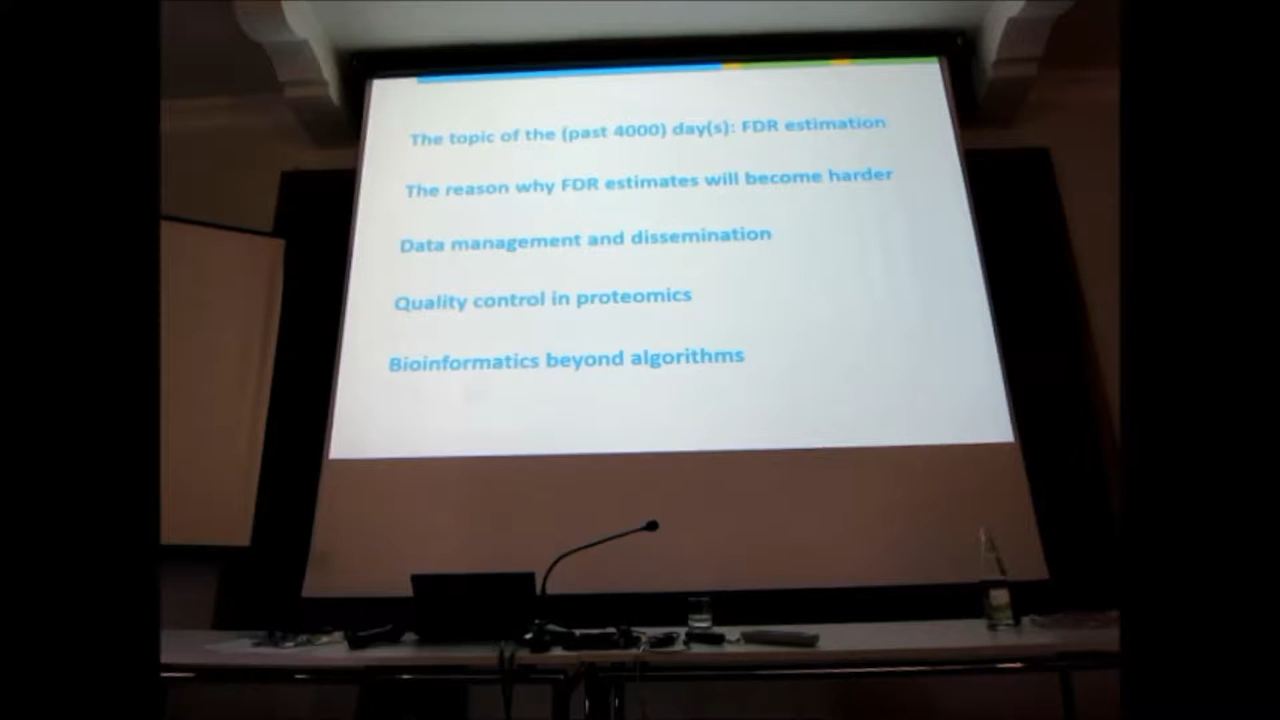 The topic of the (past 4000) day(s): FDR estimation
The reason why FDR estimates will become harder
Data management and dissemination
Quality control in proteomics
Bioinformatics beyond algorithms